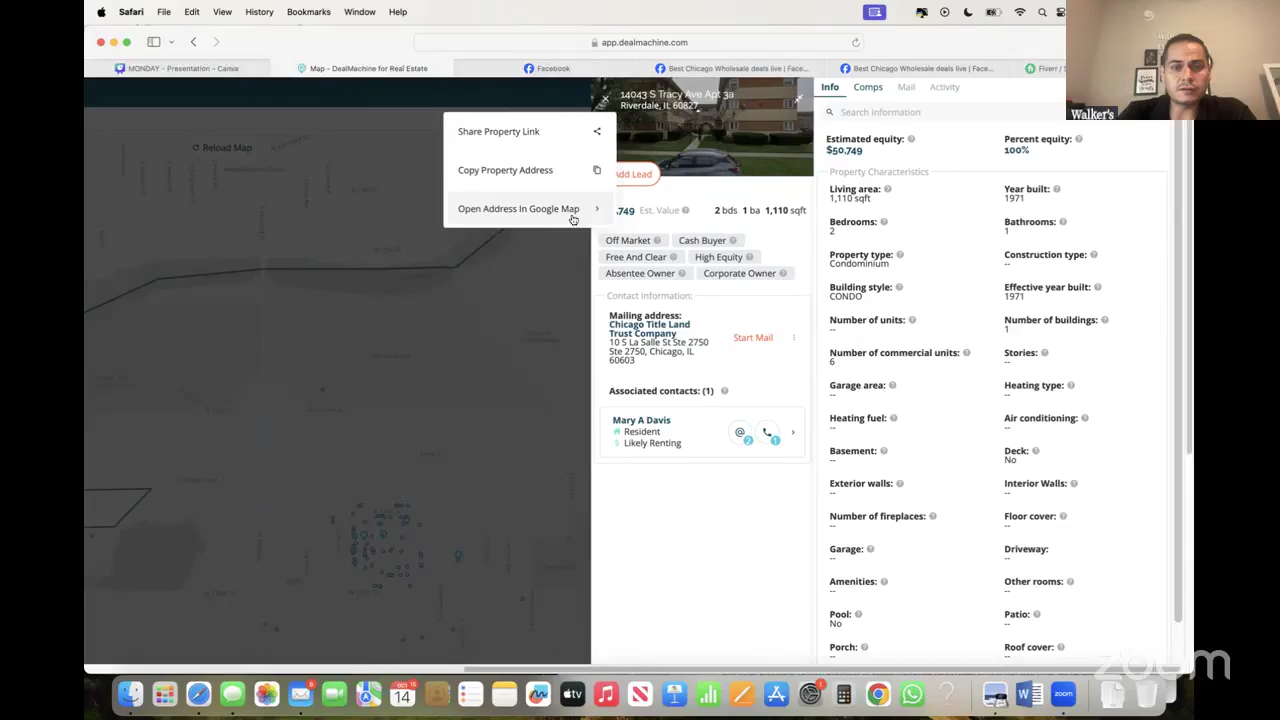 Safari File Edit View History Bookmarks Window Help
app.dealmachine.com
MONDAY - Presentation - Canva
Map - DealMachine for Real Estate
Facebook
Best Chicago Wholesale deals live | Face...
Best Chicago Wholesale deals live | Face...
Fiverr /
Walker's
Reload Map
14043 S Tracy Ave Apt 3a
Riverdale, IL 60827
Share Property Link
Copy Property Address
Open Address In Google Map
Add Lead
,749 Est. Value 2 bds 1 ba 1,110 sqft
Off Market Cash Buyer
Free And Clear High Equity
Absentee Owner Corporate Owner
Contact Information:
Mailing address:
Chicago Title Land
Trust Company
10 S La Salle St Ste 2750
Ste 2750, Chicago, IL
60603
Start Mail
Associated contacts: (1)
Mary A Davis
Resident
Likely Renting
2 1
Info Comps Mail Activity
Search Information
Estimated equity: Percent equity:
$50,749 100%
Property Characteristics
Living area: Year built:
1,110 sqft 1971
Bedrooms: Bathrooms:
2 1
Property type: Construction type:
Condominium --
Building style: Effective year built:
CONDO 1971
Number of units: Number of buildings:
-- 1
Number of commercial units: Stories:
6 --
Garage area: Heating type:
-- --
Heating fuel: Air conditioning:
-- --
Basement: Deck:
-- No
Exterior walls: Interior Walls:
-- --
Number of fireplaces: Floor cover:
-- --
Garage: Driveway:
-- --
Amenities: Other rooms:
-- --
Pool: Patio:
No --
Porch: Roof cover:
-- --
zoom
14
tv
zoom